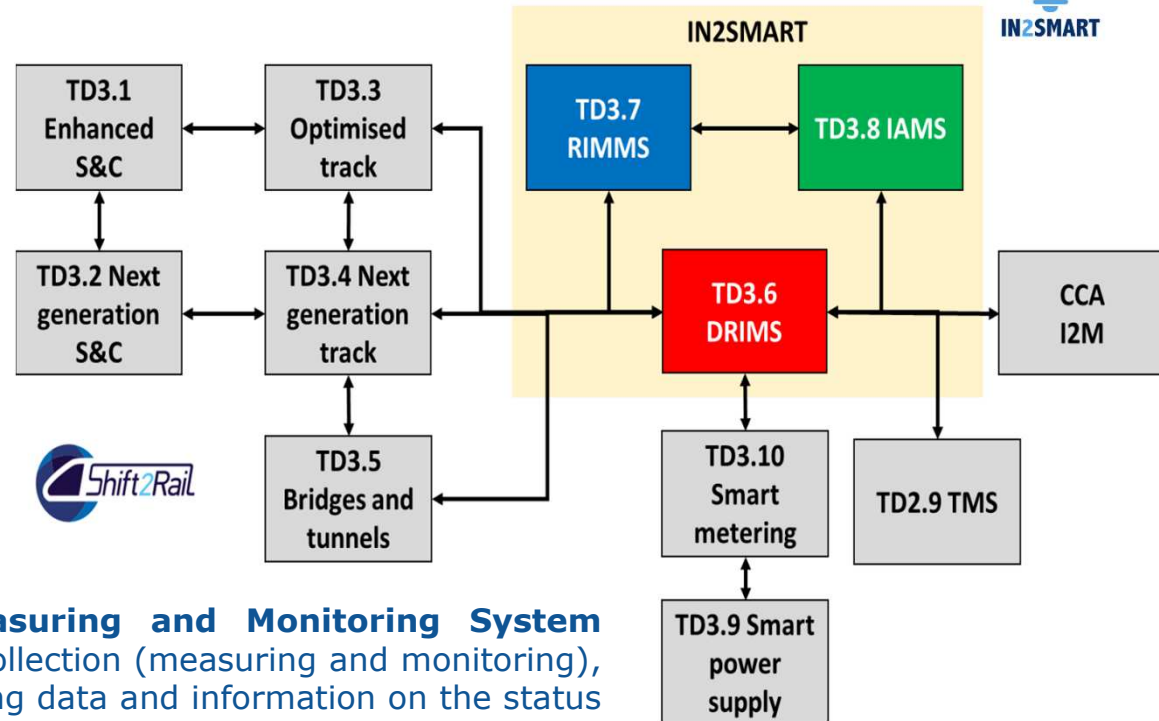 IN2SMART
IN2SMART
TD3.1
Enhanced
S&C
TD3.3
Optimised
track
TD3.7
RIMMS
TD3.8 IAMS
TD3.2 Next
generation
S&C
TD3.4 Next
generation
track
TD3.6
DRIMS
CCA
I2M
Shift2Rail
TD3.5
Bridges and
tunnels
TD3.10
Smart
metering
TD2.9 TMS
TD3.9 Smart
power
supply
asuring and Monitoring System
ollection (measuring and monitoring),
ng data and information on the status